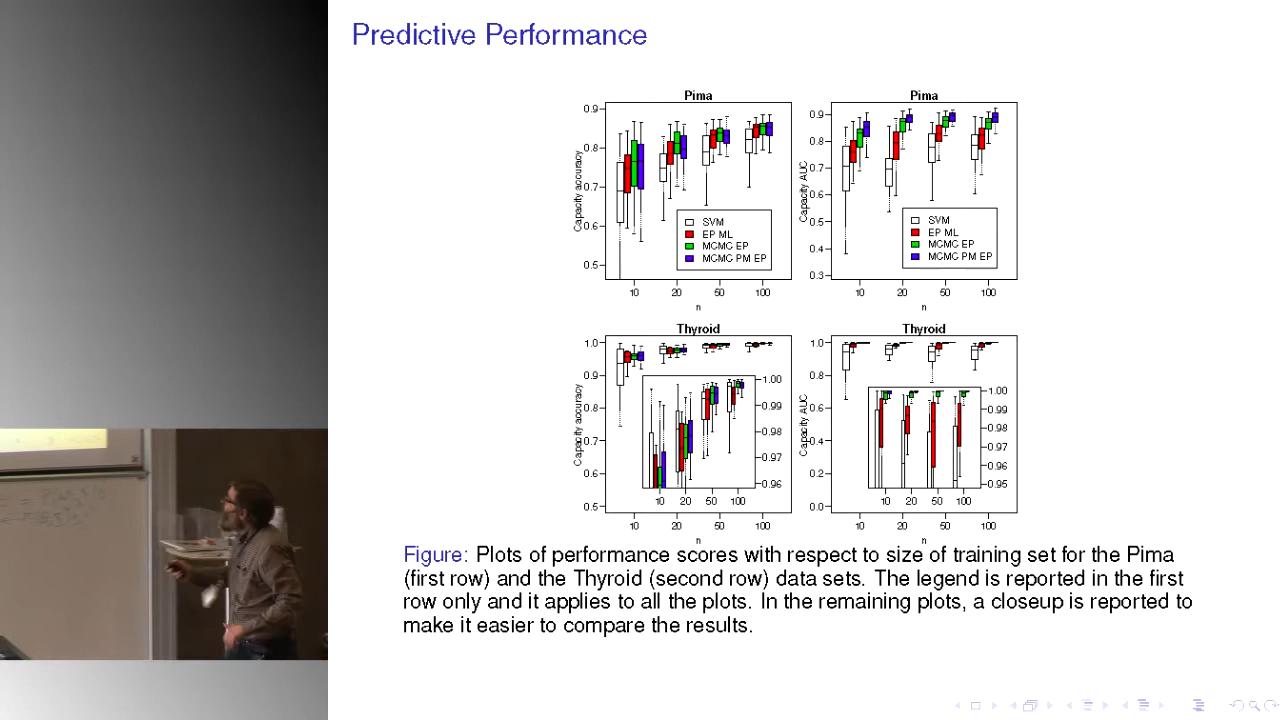 Predictive Performance
Pima
Pima
Capacity accuracy
0.9
0.8
0.7
0.6
0.5
SVM
EP ML
MCMC EP
MCMC PM EP
10 20 50 100
n
Capacity AUC
0.9
0.8
0.7
0.6
0.5
0.4
0.3
SVM
EP ML
MCMC EP
MCMC PM EP
10 20 50 100
n
Thyroid
Thyroid
Capacity accuracy
1.0
0.9
0.8
0.7
0.6
0.5
1.00
0.99
0.98
0.97
0.96
10 20 50 100
10 20 50 100
n
Capacity AUC
1.0
0.8
0.6
0.4
0.2
0.0
1.00
0.99
0.98
0.97
0.96
0.95
10 20 50 100
10 20 50 100
n
Figure: Plots of performance scores with respect to size of training set for the Pima
(first row) and the Thyroid (second row) data sets. The legend is reported in the first
row only and it applies to all the plots. In the remaining plots, a closeup is reported to
make it easier to compare the results.